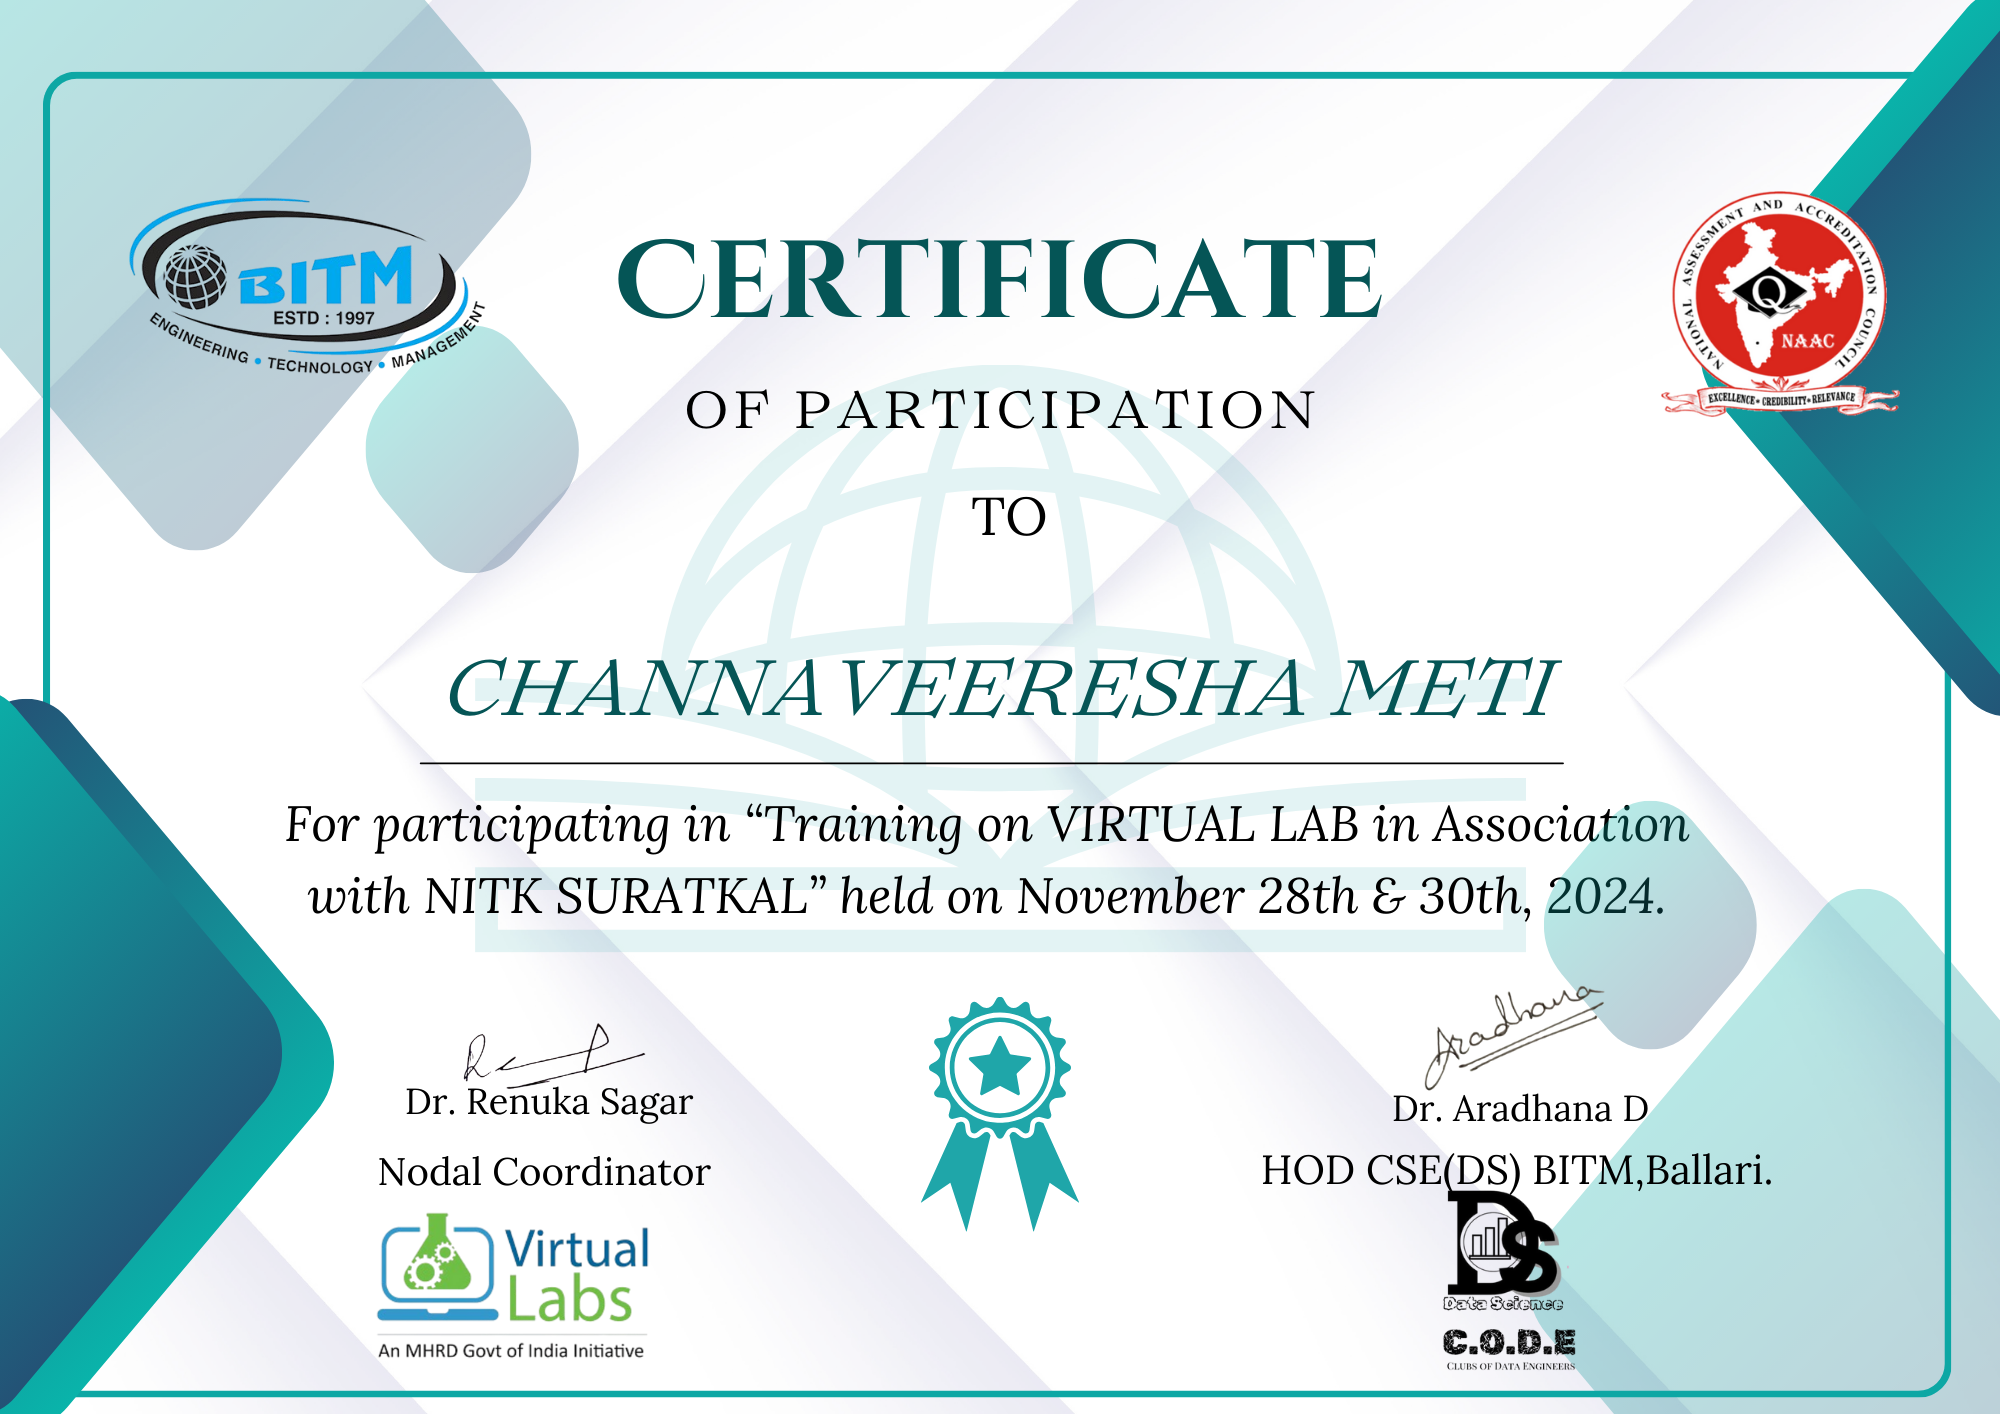 BITM
ESTD : 1997
ENGINEERING • TECHNOLOGY • MANAGEMENT
NATIONAL ASSESSMENT AND ACCREDITATION COUNCIL
Q
NAAC
EXCELLENCE • CREDIBILITY • RELEVANCE
CERTIFICATE
OF PARTICIPATION
TO
CHANNAVEERESHA METI
For participating in “Training on VIRTUAL LAB in Association
with NITK SURATKAL” held on November 28th & 30th, 2024.
Aradhana
Dr. Renuka Sagar
Nodal Coordinator
Dr. Aradhana D
HOD CSE(DS) BITM,Ballari.
Virtual
Labs
An MHRD Govt of India Initiative
DS
Data Science
C.O.D.E
CLUBS OF DATA ENGINEERS